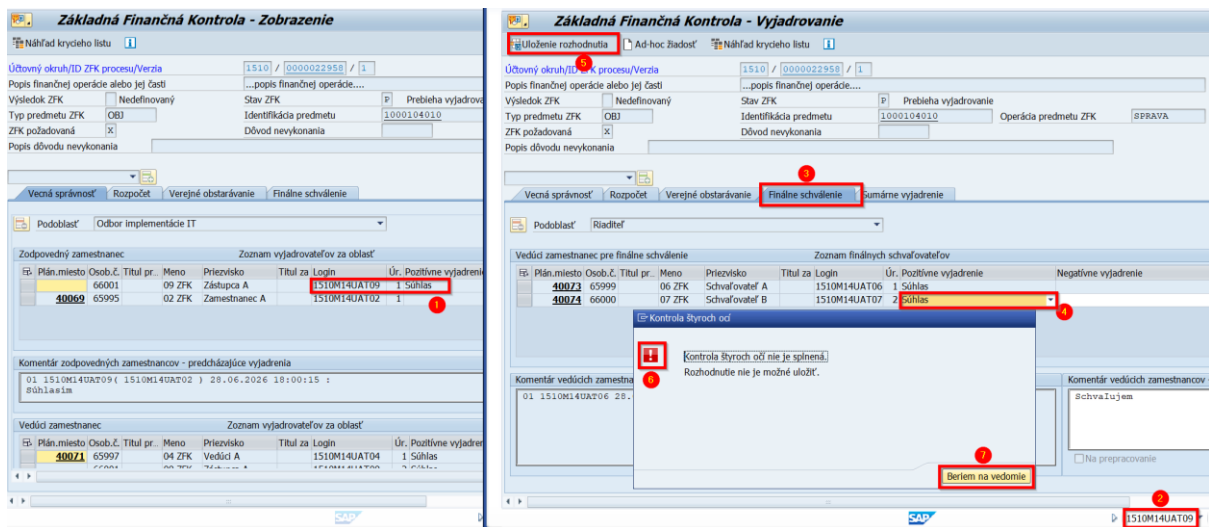 Základná Finančná Kontrola - Zobrazenie
Náhľad krycieho listu
Účtovný okruh/ID ZFK procesu/Verzia 1510 / 0000022958 / 1
Popis finančnej operácie alebo jej časti ...popis finančnej operácie....
Výsledok ZFK Nedefinovaný Stav ZFK P Prebieha vyjadrova
Typ predmetu ZFK OBJ Identifikácia predmetu 1000104010
ZFK požadovaná X Dôvod nevykonania
Popis dôvodu nevykonania
Vecná správnosť Rozpočet Verejné obstarávanie Finálne schválenie
Podoblasť Odbor implementácie IT
Zodpovedný zamestnanec Zoznam vyjadrovateľov za oblasť
Plán.miesto Osob.č. Titul pr... Meno Priezvisko Titul za Login Úr. Pozitívne vyjadrenie
66001 09 ZFK Zástupca A 1510M14UAT09 1 Súhlas
40069 65995 02 ZFK Zamestnanec A 1510M14UAT02 1
1
Komentár zodpovedných zamestnancov - predchádzajúce vyjadrenia
01 1510M14UAT09( 1510M14UAT02 ) 28.06.2026 18:00:15 :
Súhlasím
Vedúci zamestnanec Zoznam vyjadrovateľov za oblasť
Plán.miesto Osob.č. Titul pr... Meno Priezvisko Titul za Login Úr. Pozitívne vyjadren
40071 65997 04 ZFK Vedúci A 1510M14UAT04 1 Súhlas
SAP
Základná Finančná Kontrola - Vyjadrovanie
Uloženie rozhodnutia Ad-hoc žiadosť Náhľad krycieho listu
5
Účtovný okruh/ID ZFK procesu/Verzia 1510 / 0000022958 / 1
Popis finančnej operácie alebo jej časti ...popis finančnej operácie....
Výsledok ZFK Nedefinovaný Stav ZFK P Prebieha vyjadrovanie
Typ predmetu ZFK OBJ Identifikácia predmetu 1000104010 Operácia predmetu ZFK SPRAVA
ZFK požadovaná X Dôvod nevykonania
Popis dôvodu nevykonania
3
Vecná správnosť Rozpočet Verejné obstarávanie Finálne schválenie Sumárne vyjadrenie
Podoblasť Riaditeľ
Vedúci zamestnanec pre finálne schválenie Zoznam finálnych schvaľovateľov
Plán.miesto Osob.č. Titul pr... Meno Priezvisko Titul za Login Úr. Pozitívne vyjadrenie Negatívne vyjadrenie
40073 65999 06 ZFK Schvaľovateľ A 1510M14UAT06 1 Súhlas
40074 66000 07 ZFK Schvaľovateľ B 1510M14UAT07 2 Súhlas
4
Kontrola štyroch očí
Kontrola štyroch očí nie je splnená.
Rozhodnutie nie je možné uložiť.
6
Komentár vedúcich zamestna
01 1510M14UAT06 28.
Komentár vedúcich zamestnancov
Schvaľujem
7
Na prepracovanie
Beriem na vedomie
2
SAP
1510M14UAT09